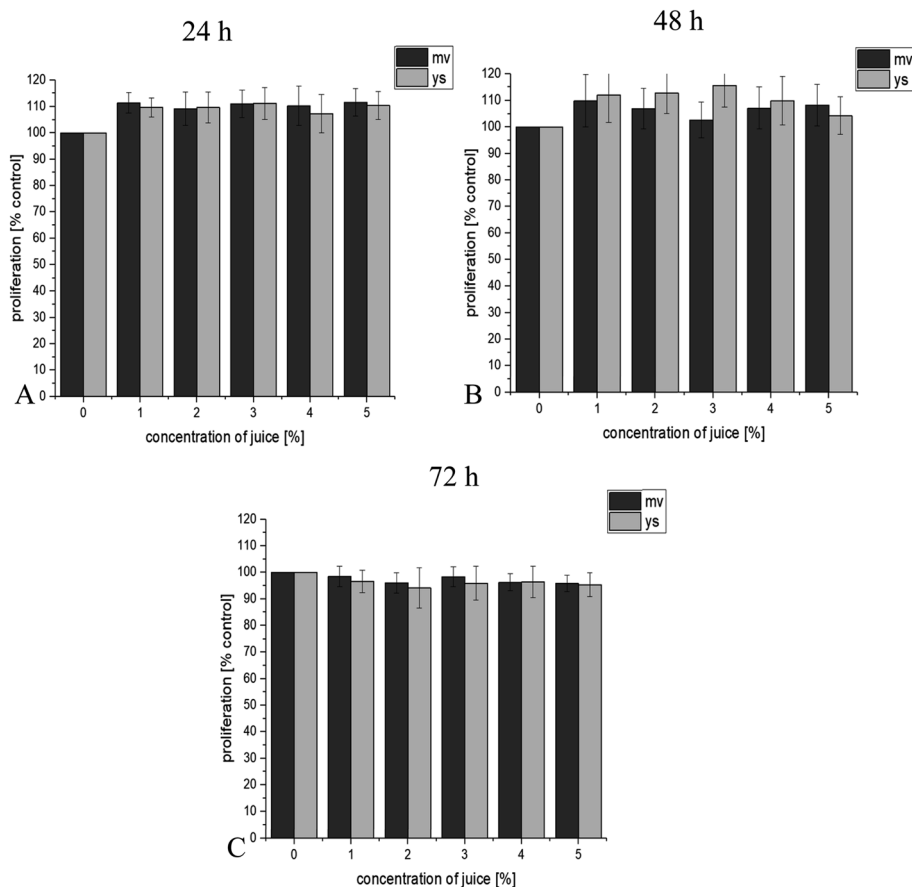 24 h
mv
ys
120
110
100
90
80
70
60
50
40
30
20
10
0
proliferation [% control]
0 1 2 3 4 5
concentration of juice [%]
A
48 h
mv
ys
120
110
100
90
80
70
60
50
40
30
20
10
0
proliferation [% control]
0 1 2 3 4 5
concentration of juice [%]
B
72 h
mv
ys
120
110
100
90
80
70
60
50
40
30
20
10
0
proliferation [% control]
0 1 2 3 4 5
concentration of juice [%]
C